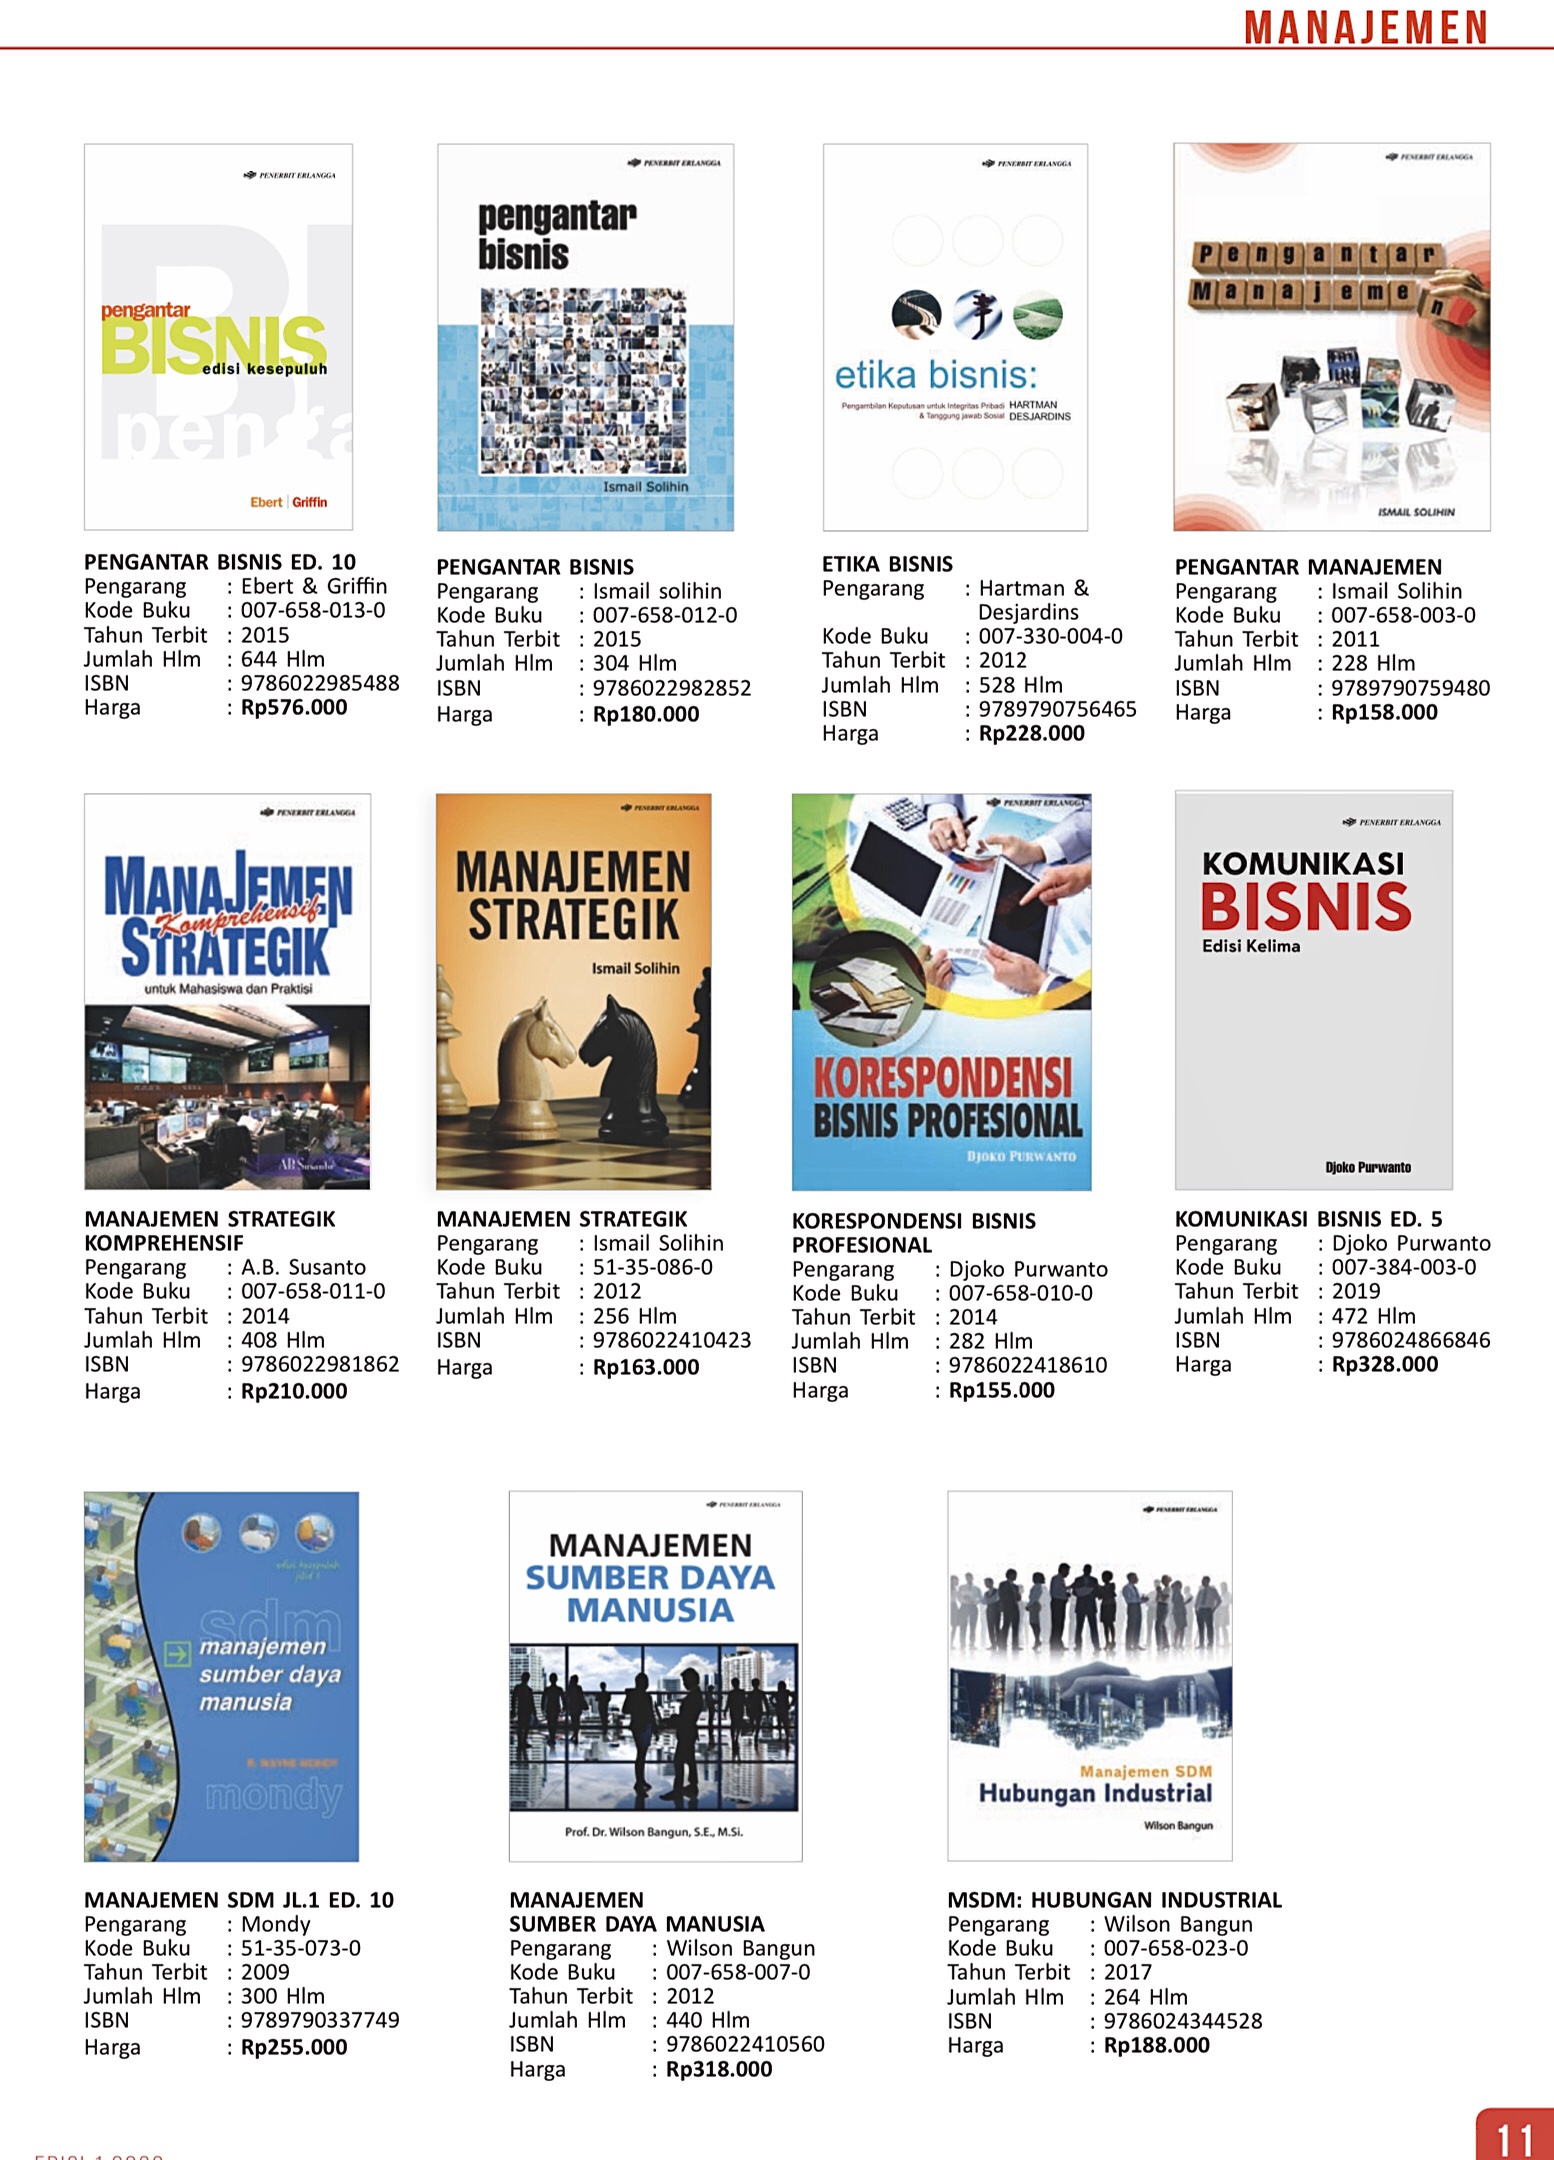 MANAJEMEN
PENERBIT ERLANGGA
pengantar
BISNIS
edisi kesepuluh
Ebert | Griffin
PENGANTAR BISNIS ED. 10
Pengarang : Ebert & Griffin
Kode Buku : 007-658-013-0
Tahun Terbit : 2015
Jumlah Hlm : 644 Hlm
ISBN : 9786022985488
Harga : Rp576.000
PENERBIT ERLANGGA
pengantar
bisnis
Ismail Solihin
PENGANTAR BISNIS
Pengarang : Ismail solihin
Kode Buku : 007-658-012-0
Tahun Terbit : 2015
Jumlah Hlm : 304 Hlm
ISBN : 9786022982852
Harga : Rp180.000
PENERBIT ERLANGGA
etika bisnis:
Pengambilan Keputusan untuk Integritas Pribadi
& Tanggung jawab Sosial
HARTMAN
DESJARDINS
ETIKA BISNIS
Pengarang : Hartman &
Desjardins
Kode Buku : 007-330-004-0
Tahun Terbit : 2012
Jumlah Hlm : 528 Hlm
ISBN : 9789790756465
Harga : Rp228.000
PENERBIT ERLANGGA
Pengantar
Manajemen
ISMAIL SOLIHIN
PENGANTAR MANAJEMEN
Pengarang : Ismail Solihin
Kode Buku : 007-658-003-0
Tahun Terbit : 2011
Jumlah Hlm : 228 Hlm
ISBN : 9789790759480
Harga : Rp158.000
PENERBIT ERLANGGA
MANAJEMEN
Komprehensif
STRATEGIK
untuk Mahasiswa dan Praktisi
AB Susanto
MANAJEMEN STRATEGIK
KOMPREHENSIF
Pengarang : A.B. Susanto
Kode Buku : 007-658-011-0
Tahun Terbit : 2014
Jumlah Hlm : 408 Hlm
ISBN : 9786022981862
Harga : Rp210.000
PENERBIT ERLANGGA
MANAJEMEN
STRATEGIK
Ismail Solihin
MANAJEMEN STRATEGIK
Pengarang : Ismail Solihin
Kode Buku : 51-35-086-0
Tahun Terbit : 2012
Jumlah Hlm : 256 Hlm
ISBN : 9786022410423
Harga : Rp163.000
PENERBIT ERLANGGA
KORESPONDENSI
BISNIS PROFESIONAL
DJOKO PURWANTO
KORESPONDENSI BISNIS
PROFESIONAL
Pengarang : Djoko Purwanto
Kode Buku : 007-658-010-0
Tahun Terbit : 2014
Jumlah Hlm : 282 Hlm
ISBN : 9786022418610
Harga : Rp155.000
PENERBIT ERLANGGA
KOMUNIKASI
BISNIS
Edisi Kelima
Djoko Purwanto
KOMUNIKASI BISNIS ED. 5
Pengarang : Djoko Purwanto
Kode Buku : 007-384-003-0
Tahun Terbit : 2019
Jumlah Hlm : 472 Hlm
ISBN : 9786024866846
Harga : Rp328.000
edisi kesepuluh
jilid 1
sdm
manajemen
sumber daya
manusia
R. WAYNE MONDY
mondy
MANAJEMEN SDM JL.1 ED. 10
Pengarang : Mondy
Kode Buku : 51-35-073-0
Tahun Terbit : 2009
Jumlah Hlm : 300 Hlm
ISBN : 9789790337749
Harga : Rp255.000
PENERBIT ERLANGGA
MANAJEMEN
SUMBER DAYA
MANUSIA
Prof. Dr. Wilson Bangun, S.E., M.Si.
MANAJEMEN
SUMBER DAYA MANUSIA
Pengarang : Wilson Bangun
Kode Buku : 007-658-007-0
Tahun Terbit : 2012
Jumlah Hlm : 440 Hlm
ISBN : 9786022410560
Harga : Rp318.000
PENERBIT ERLANGGA
Manajemen SDM
Hubungan Industrial
Wilson Bangun
MSDM: HUBUNGAN INDUSTRIAL
Pengarang : Wilson Bangun
Kode Buku : 007-658-023-0
Tahun Terbit : 2017
Jumlah Hlm : 264 Hlm
ISBN : 9786024344528
Harga : Rp188.000
11